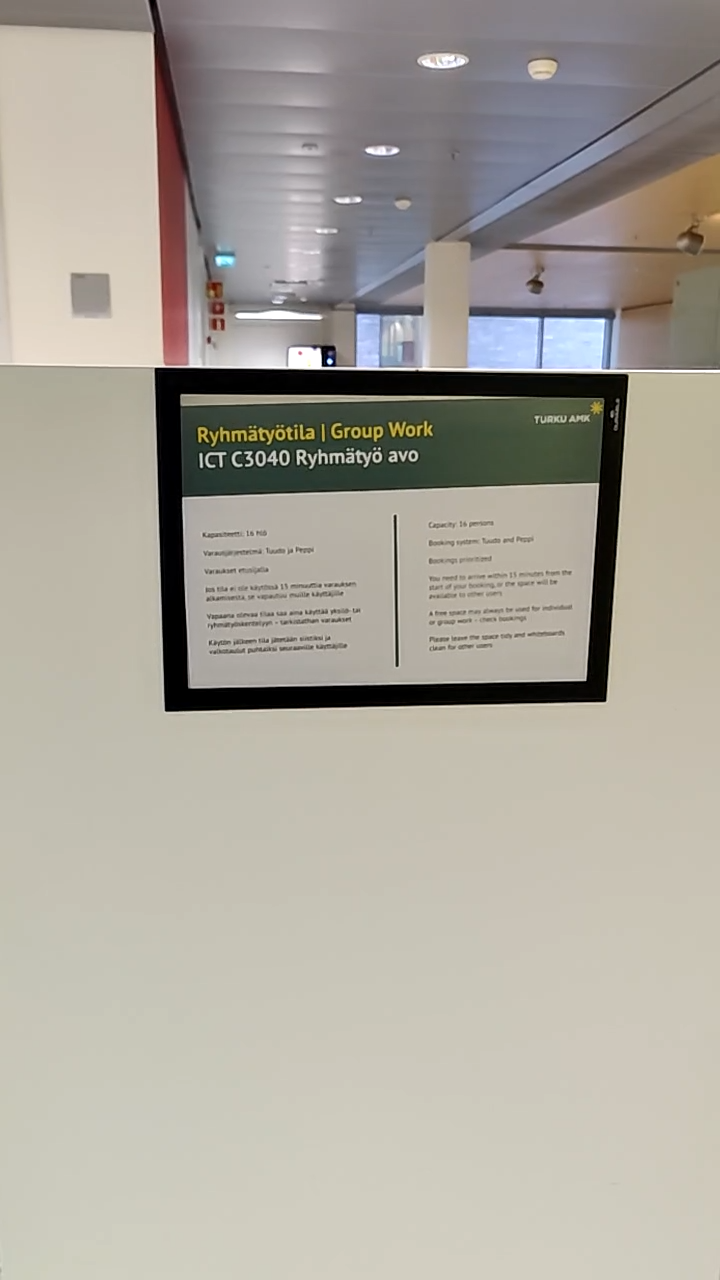 Ryhmätyötila | Group Work
ICT C3040 Ryhmätyö avo
TURKU AMK
Kapasiteetti: 16 hlö
Varausjärjestelmä: Tuudo ja Peppi
Varaukset etusijalla
Jos tila ei ole käytössä 15 minuuttia varauksen
alkamisesta, se vapautuu muille käyttäjille
Vapaana olevaa tilaa saa aina käyttää yksilö- tai
ryhmätyöskentelyyn - tarkistathan varaukset
Käytön jälkeen tila jätetään siistiksi ja
valkotaulut puhtaiksi seuraaville käyttäjille
Capacity: 16 persons
Booking system: Tuudo and Peppi
Bookings prioritized
You need to arrive within 15 minutes from the
start of your booking, or the space will be
available to other users
A free space may always be used for individual
or group work - check bookings
Please leave the space tidy and whiteboards
clean for other users